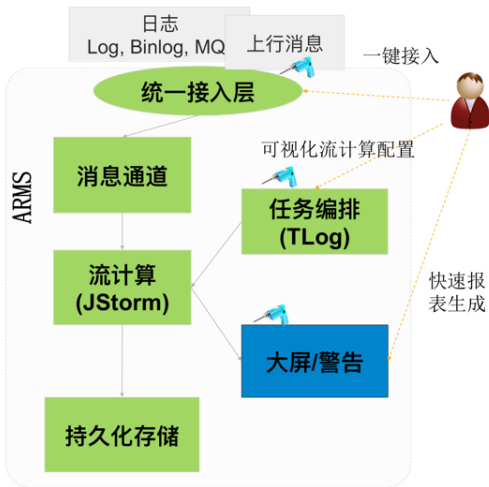 日志
Log, Binlog, MQ
上行消息
一键接入
统一接入层
可视化流计算配置
消息通道
任务编排
(TLog)
ARMS
流计算
(JStorm)
快速报
表生成
大屏/警告
持久化存储